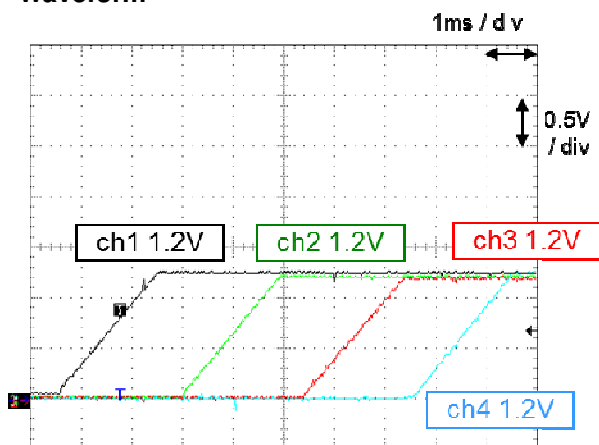 1ms / d v
0.5V
/ div
ch1 1.2V
ch2 1.2V
ch3 1.2V
T
ch4 1.2V